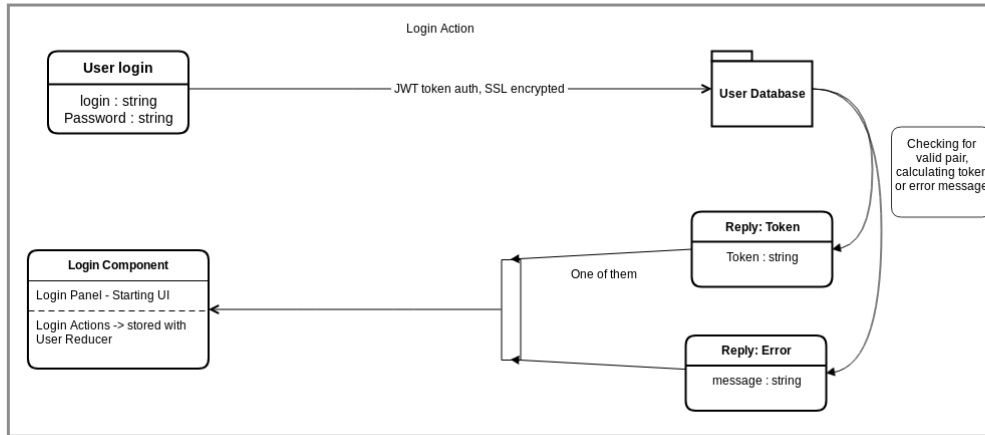 Login Action
User login
login : string
Password : string
JWT token auth, SSL encrypted
User Database
Checking for
valid pair,
calculating token
or error message
Reply: Token
Token : string
One of them
Login Component
Login Panel - Starting UI
Login Actions -> stored with
User Reducer
Reply: Error
message : string